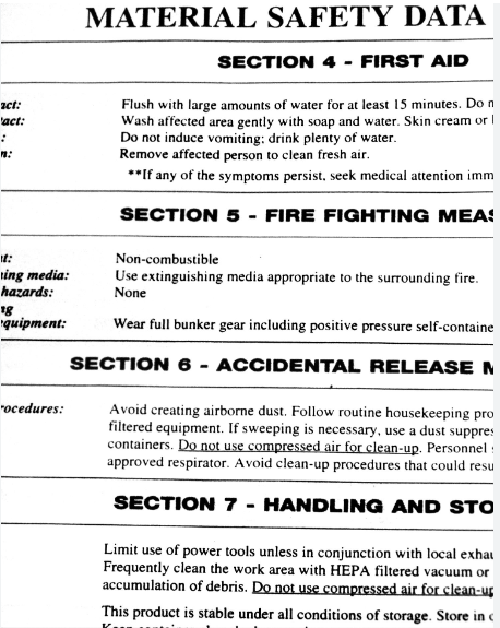 MATERIAL SAFETY DATA
SECTION 4 - FIRST AID
act: Flush with large amounts of water for at least 15 minutes. Do n
tact: Wash affected area gently with soap and water. Skin cream or
: Do not induce vomiting; drink plenty of water.
n: Remove affected person to clean fresh air.
**If any of the symptoms persist, seek medical attention imm
SECTION 5 - FIRE FIGHTING MEAS
t: Non-combustible
ing media: Use extinguishing media appropriate to the surrounding fire.
hazards: None
ng
quipment: Wear full bunker gear including positive pressure self-containe
SECTION 6 - ACCIDENTAL RELEASE M
rocedures: Avoid creating airborne dust. Follow routine housekeeping pro
filtered equipment. If sweeping is necessary, use a dust suppres
containers. Do not use compressed air for clean-up. Personnel
approved respirator. Avoid clean-up procedures that could resu
SECTION 7 - HANDLING AND STO
Limit use of power tools unless in conjunction with local exhau
Frequently clean the work area with HEPA filtered vacuum or
accumulation of debris. Do not use compressed air for clean-up
This product is stable under all conditions of storage. Store in